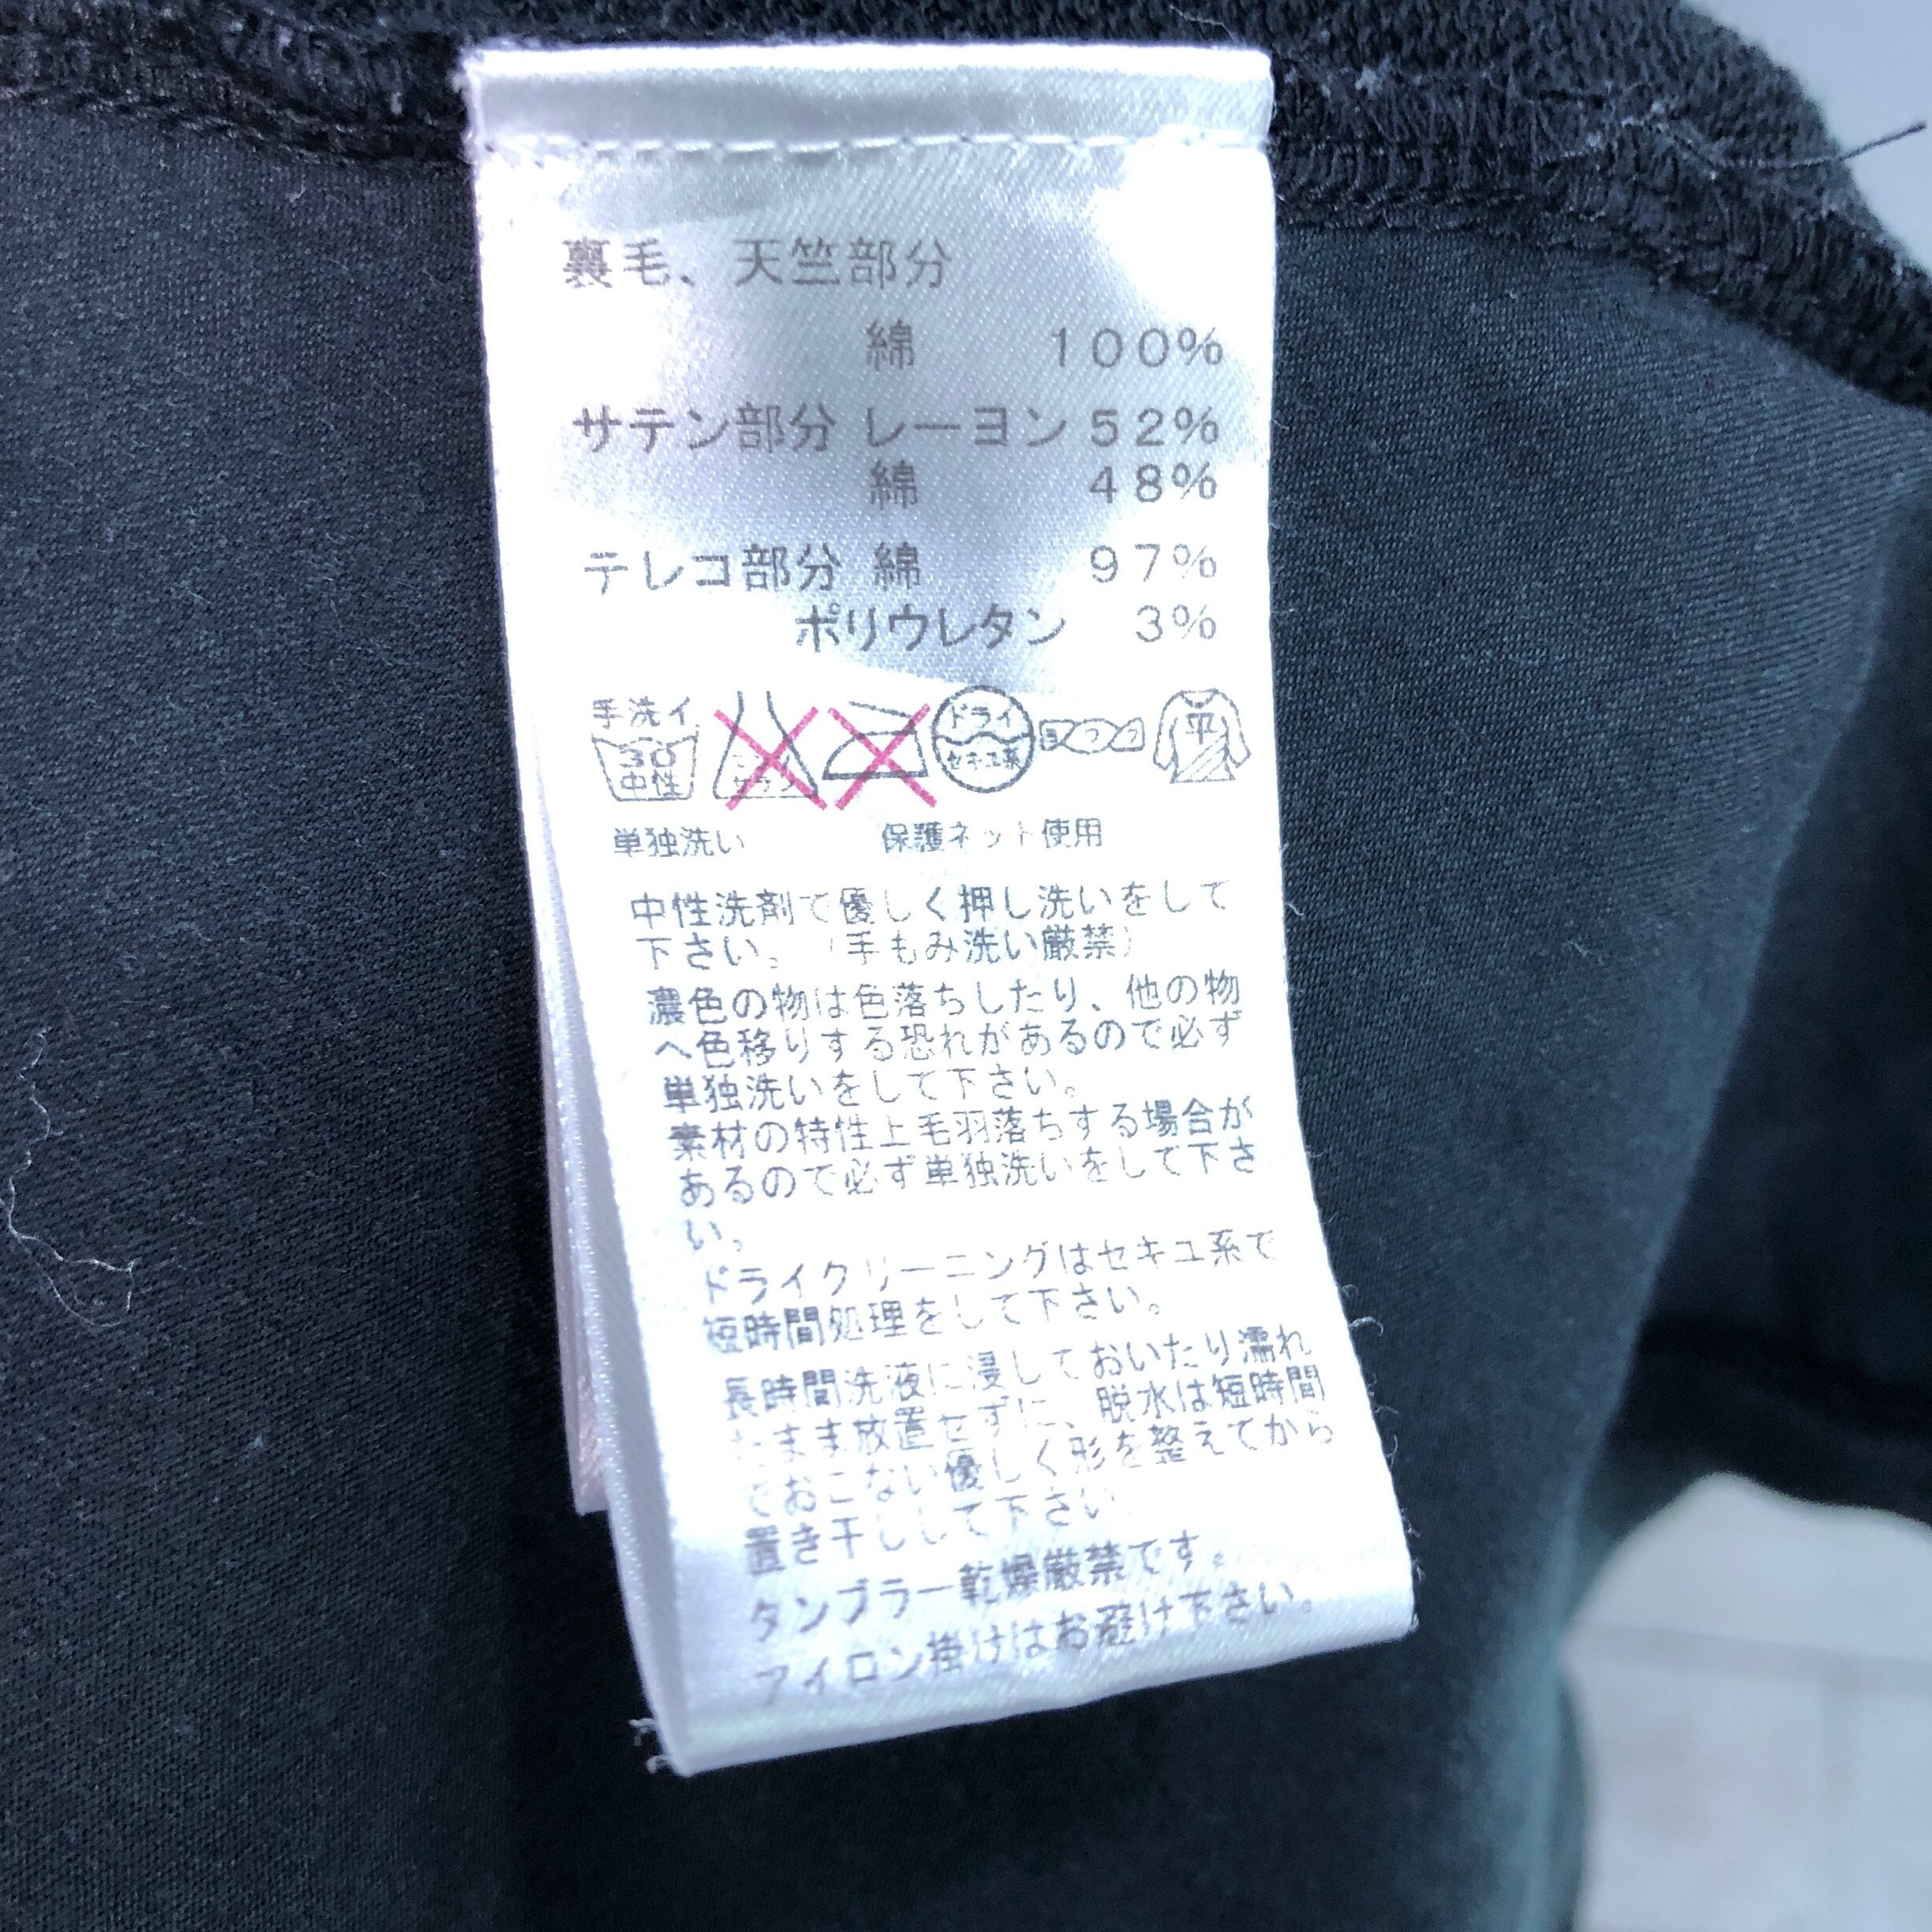 裏毛、天竺部分
綿 100%
サテン部分 レーヨン 52%
綿 48%
テレコ部分 綿 97%
ポリウレタン 3%
手洗イ
30
中性
ドライ
セキユ系
平
単独洗い 保護ネット使用
中性洗剤で優しく押し洗いをして
下さい。(手もみ洗い厳禁)
濃色の物は色落ちしたり、他の物
へ色移りする恐れがあるので必ず
単独洗いをして下さい。
素材の特性上毛羽落ちする場合が
あるので必ず単独洗いをして下さ
い。
ドライクリーニングはセキユ系で
短時間処理をして下さい。
長時間洗液に浸しておいたり濡れ
たまま放置せずに、脱水は短時間
でおこない優しく形を整えてから
置き干しして下さい。
タンブラー乾燥厳禁です。
アイロン掛けはお避け下さい。